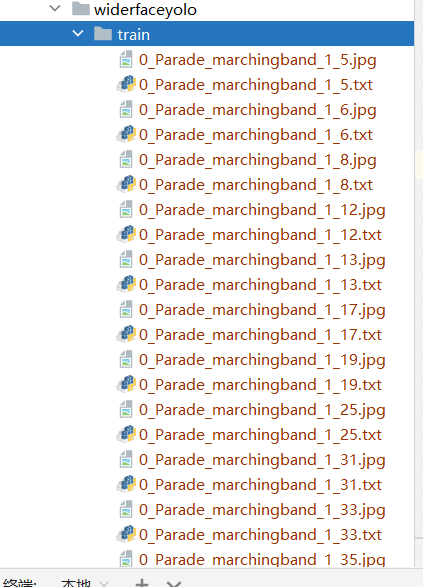 widerfaceyolo
train
0_Parade_marchingband_1_5.jpg
0_Parade_marchingband_1_5.txt
0_Parade_marchingband_1_6.jpg
0_Parade_marchingband_1_6.txt
0_Parade_marchingband_1_8.jpg
0_Parade_marchingband_1_8.txt
0_Parade_marchingband_1_12.jpg
0_Parade_marchingband_1_12.txt
0_Parade_marchingband_1_13.jpg
0_Parade_marchingband_1_13.txt
0_Parade_marchingband_1_17.jpg
0_Parade_marchingband_1_17.txt
0_Parade_marchingband_1_19.jpg
0_Parade_marchingband_1_19.txt
0_Parade_marchingband_1_25.jpg
0_Parade_marchingband_1_25.txt
0_Parade_marchingband_1_31.jpg
0_Parade_marchingband_1_31.txt
0_Parade_marchingband_1_33.jpg
0_Parade_marchingband_1_33.txt
0_Parade_marchingband_1_35.jpg
终端: 本地